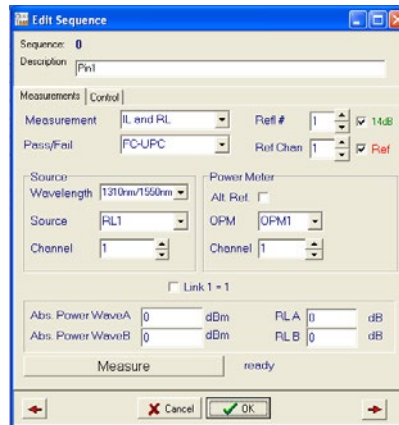 Edit Sequence
Sequence: 0
Description Pin1
Measurements Control
Measurement IL and RL Refl # 1 14dB
Pass/Fail FC-UPC Ref Chan 1 Ref
Source Power Meter
Wavelength 1310nm/1550nm Alt. Ref.
Source RL1 OPM OPM1
Channel 1 Channel 1
Link 1 = 1
Abs. Power WaveA 0 dBm RL A 0 dB
Abs. Power WaveB 0 dBm RL B 0 dB
Measure ready
Cancel OK